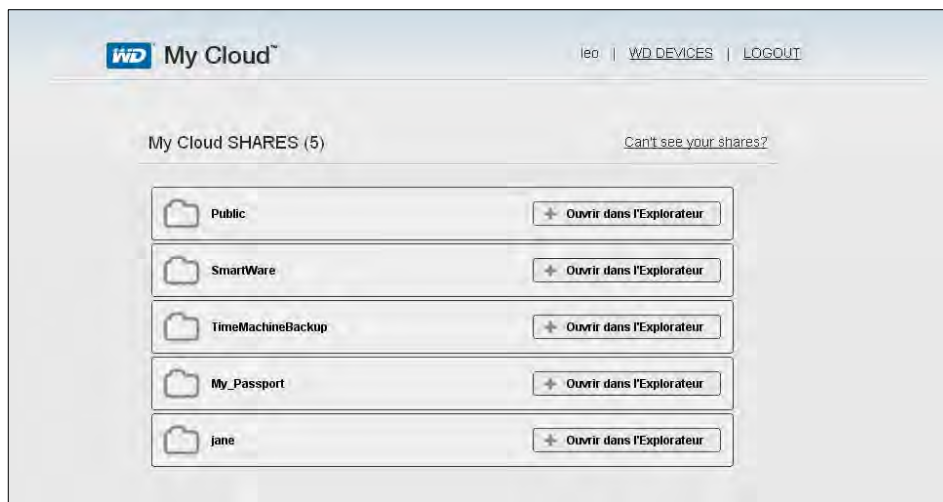 WD My Cloud™
leo | WD DEVICES | LOGOUT
My Cloud SHARES (5)
Can't see your shares?
Public
+ Ouvrir dans l'Explorateur
SmartWare
+ Ouvrir dans l'Explorateur
TimeMachineBackup
+ Ouvrir dans l'Explorateur
My_Passport
+ Ouvrir dans l'Explorateur
jane
+ Ouvrir dans l'Explorateur